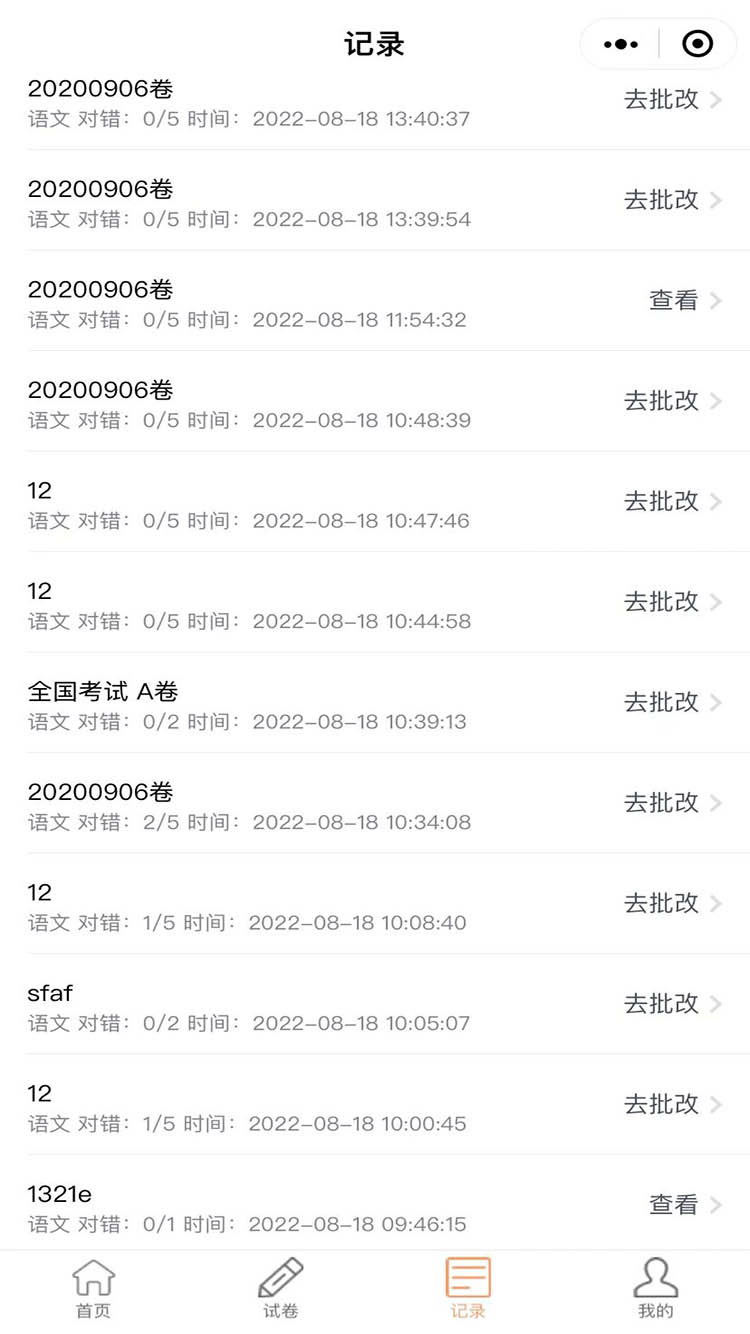 记录
20200906卷
去批改
语文 对错：0/5 时间：2022-08-18 13:40:37
20200906卷
去批改
语文 对错：0/5 时间：2022-08-18 13:39:54
20200906卷
查看
语文 对错：0/5 时间：2022-08-18 11:54:32
20200906卷
去批改
语文 对错：0/5 时间：2022-08-18 10:48:39
12
去批改
语文 对错：0/5 时间：2022-08-18 10:47:46
12
去批改
语文 对错：0/5 时间：2022-08-18 10:44:58
全国考试 A卷
去批改
语文 对错：0/2 时间：2022-08-18 10:39:13
20200906卷
去批改
语文 对错：2/5 时间：2022-08-18 10:34:08
12
去批改
语文 对错：1/5 时间：2022-08-18 10:08:40
sfaf
去批改
语文 对错：0/2 时间：2022-08-18 10:05:07
12
去批改
语文 对错：1/5 时间：2022-08-18 10:00:45
1321e
查看
语文 对错：0/1 时间：2022-08-18 09:46:15
首页
试卷
记录
我的